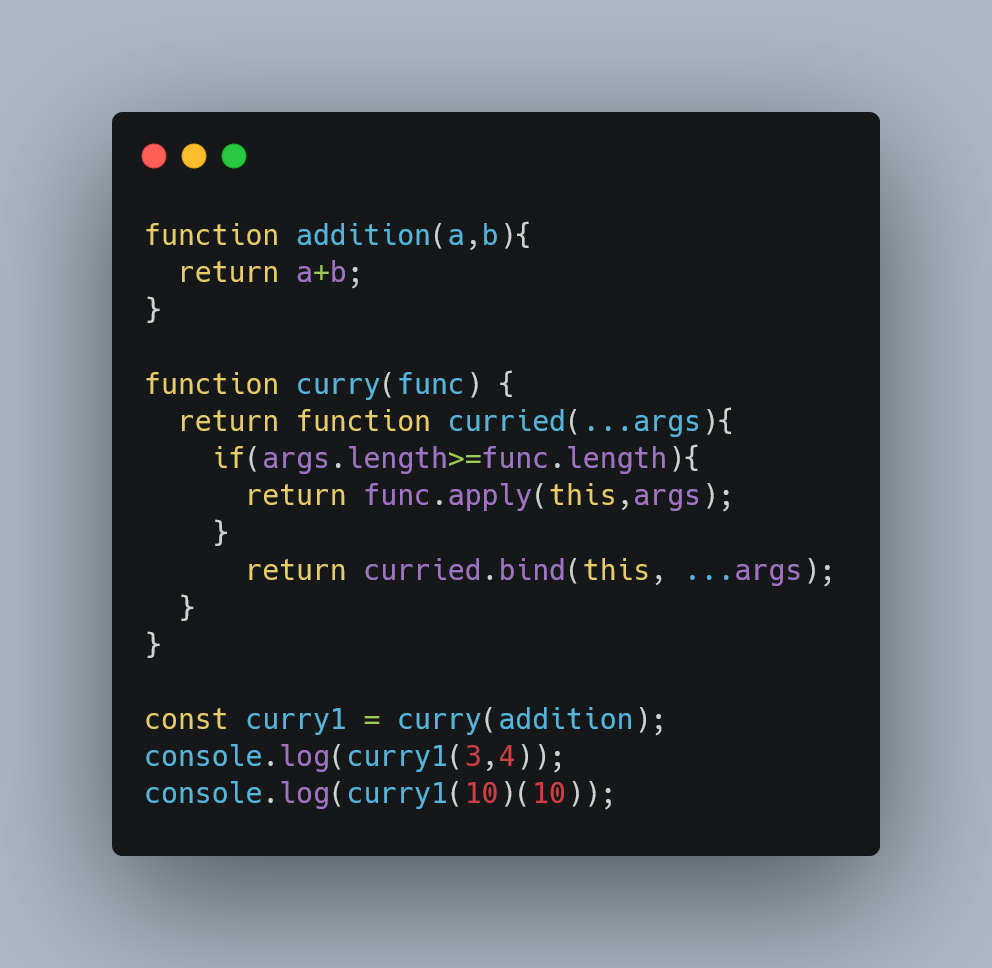 function addition(a,b){
  return a+b;
}

function curry(func) {
  return function curried(...args){
    if(args.length>=func.length){
      return func.apply(this,args);
    }
      return curried.bind(this, ...args);
  }
}

const curry1 = curry(addition);
console.log(curry1(3,4));
console.log(curry1(10)(10));